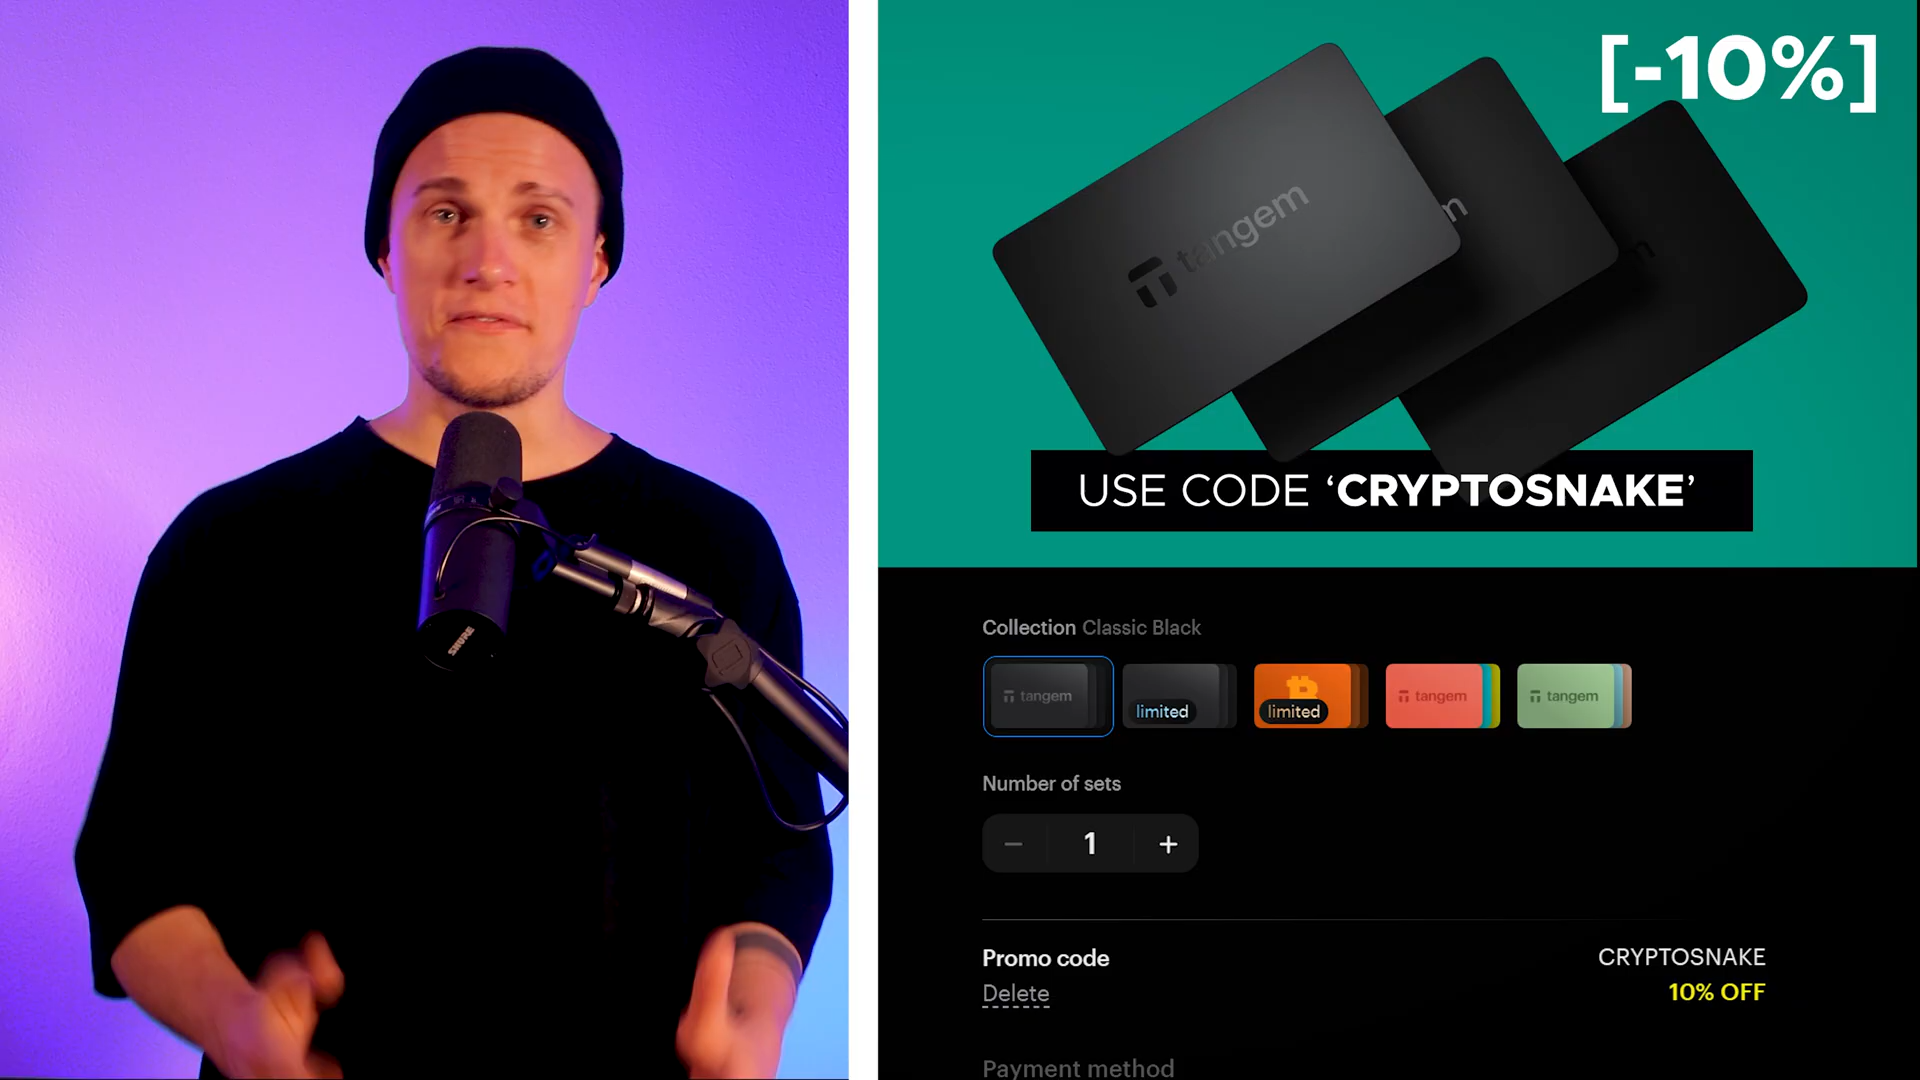 SHURE
[-10%]
tangem
m
m
USE CODE ‘CRYPTOSNAKE’
Collection Classic Black
tangem
limited
limited
tangem
tangem
Number of sets
− 1 +
Promo code
CRYPTOSNAKE
Delete
10% OFF
Payment method